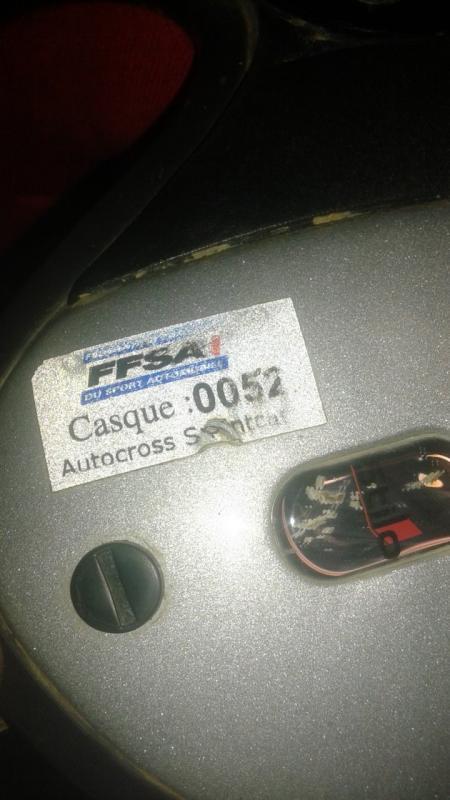 FFSA
DU SPORT AUTOMOBILE
Casque :0052
Autocross